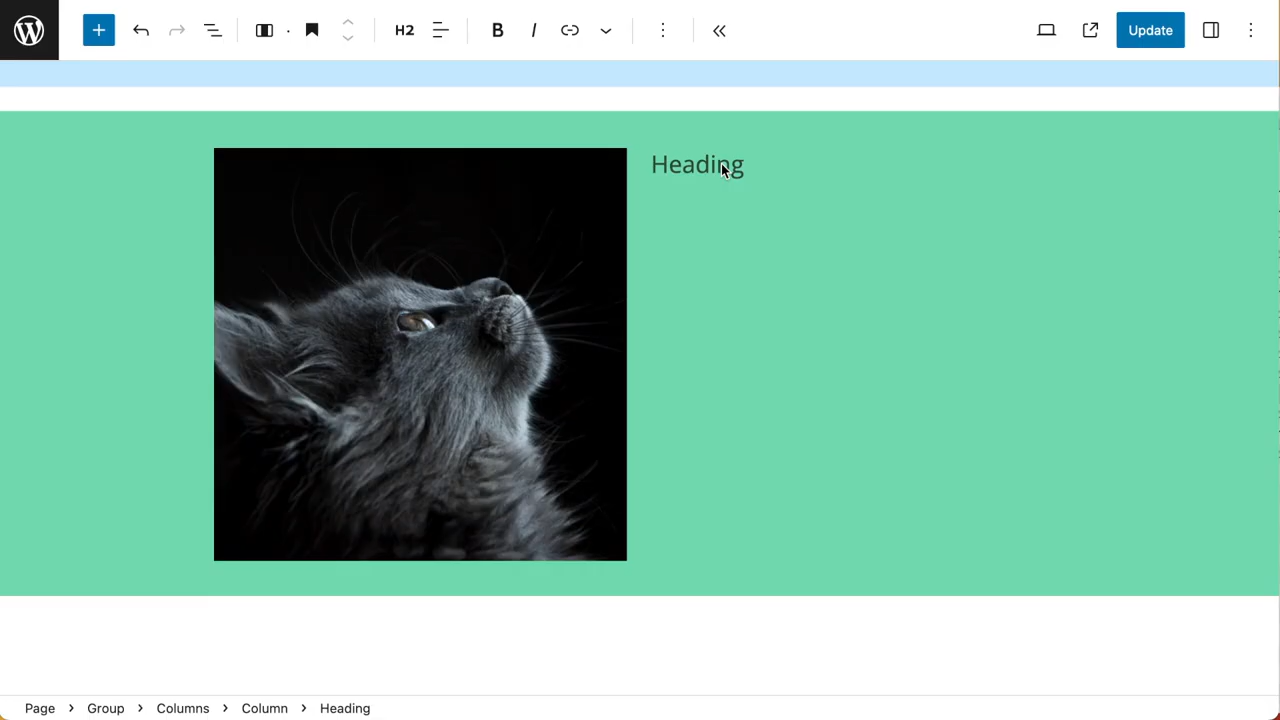 H2
B
I
Update
Heading
Page > Group > Columns > Column > Heading